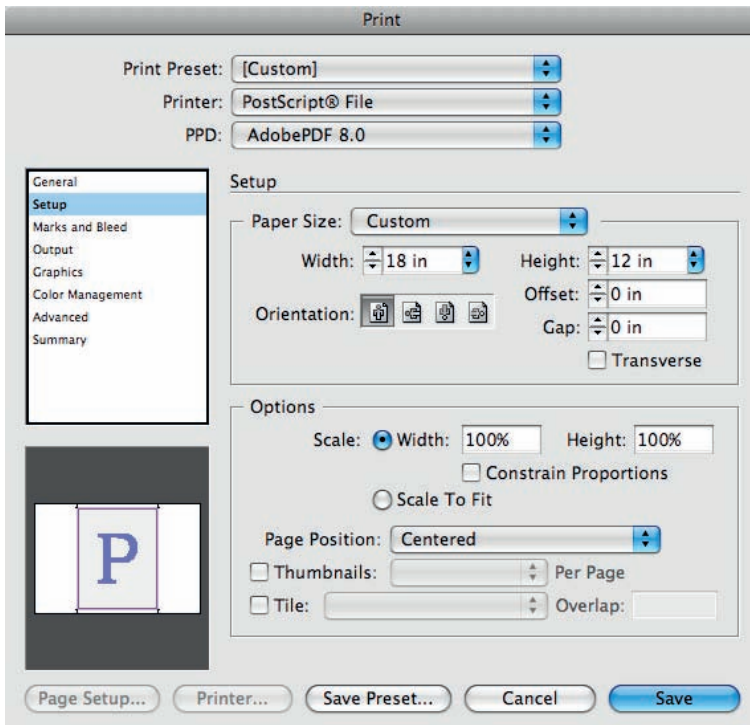 Print
Print Preset: [Custom]
Printer: PostScript® File
PPD: AdobePDF 8.0
General
Setup
Marks and Bleed
Output
Graphics
Color Management
Advanced
Summary
Setup
Paper Size: Custom
Width: 18 in Height: 12 in
Orientation: Offset: 0 in
Gap: 0 in
Transverse
Options
Scale: Width: 100% Height: 100%
Constrain Proportions
Scale To Fit
Page Position: Centered
Thumbnails: Per Page
Tile: Overlap:
P
Page Setup... Printer... Save Preset... Cancel Save